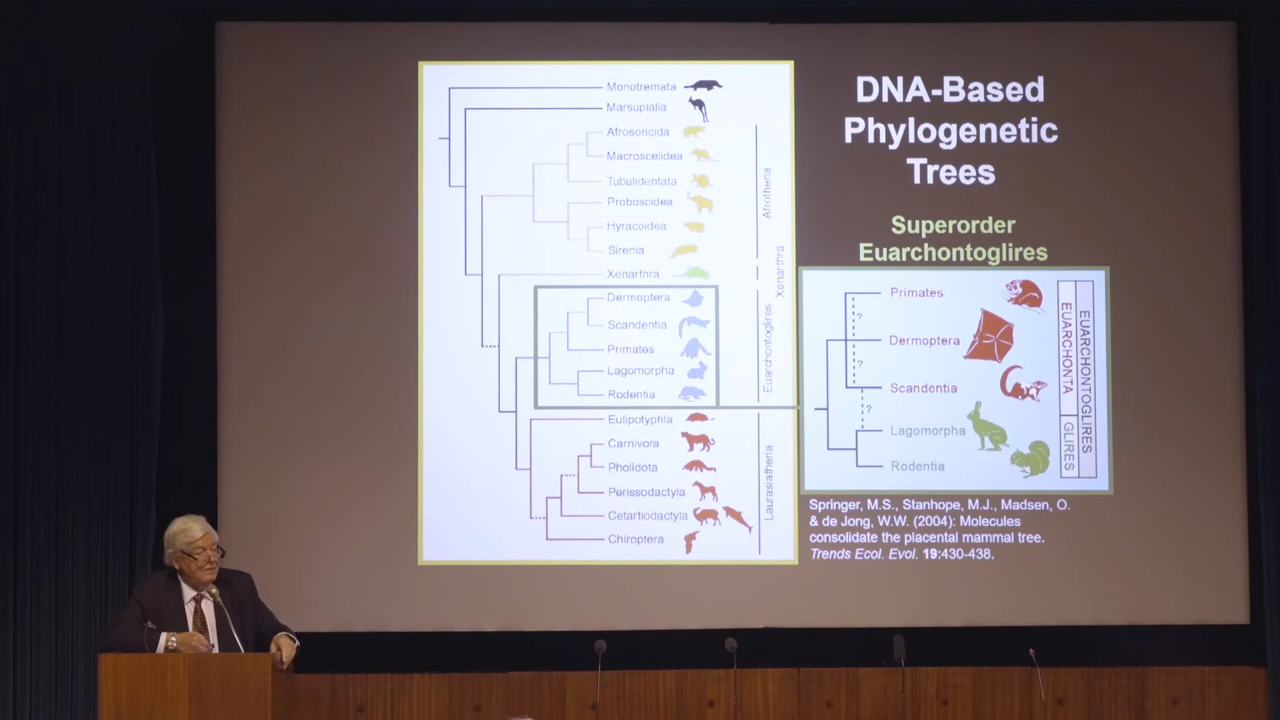 Monotremata
Marsupialia
Afrosoricida
Macroscelidea
Tubulidentata
Proboscidea
Hyracoidea
Sirenia
Xenarthra
Dermoptera
Scandentia
Primates
Lagomorpha
Rodentia
Eulipotyphla
Carnivora
Pholidota
Perissodactyla
Cetartiodactyla
Chiroptera
Afrotheria
Xenarthra
Euarchontoglires
Laurasiatheria
DNA-Based
Phylogenetic
Trees
Superorder
Euarchontoglires
Primates
?
Dermoptera
?
Scandentia
?
Lagomorpha
Rodentia
EUARCHONTA
GLIRES
EUARCHONTOGLIRES
Springer, M.S., Stanhope, M.J., Madsen, O.
& de Jong, W.W. (2004): Molecules
consolidate the placental mammal tree.
Trends Ecol. Evol. 19:430-438.